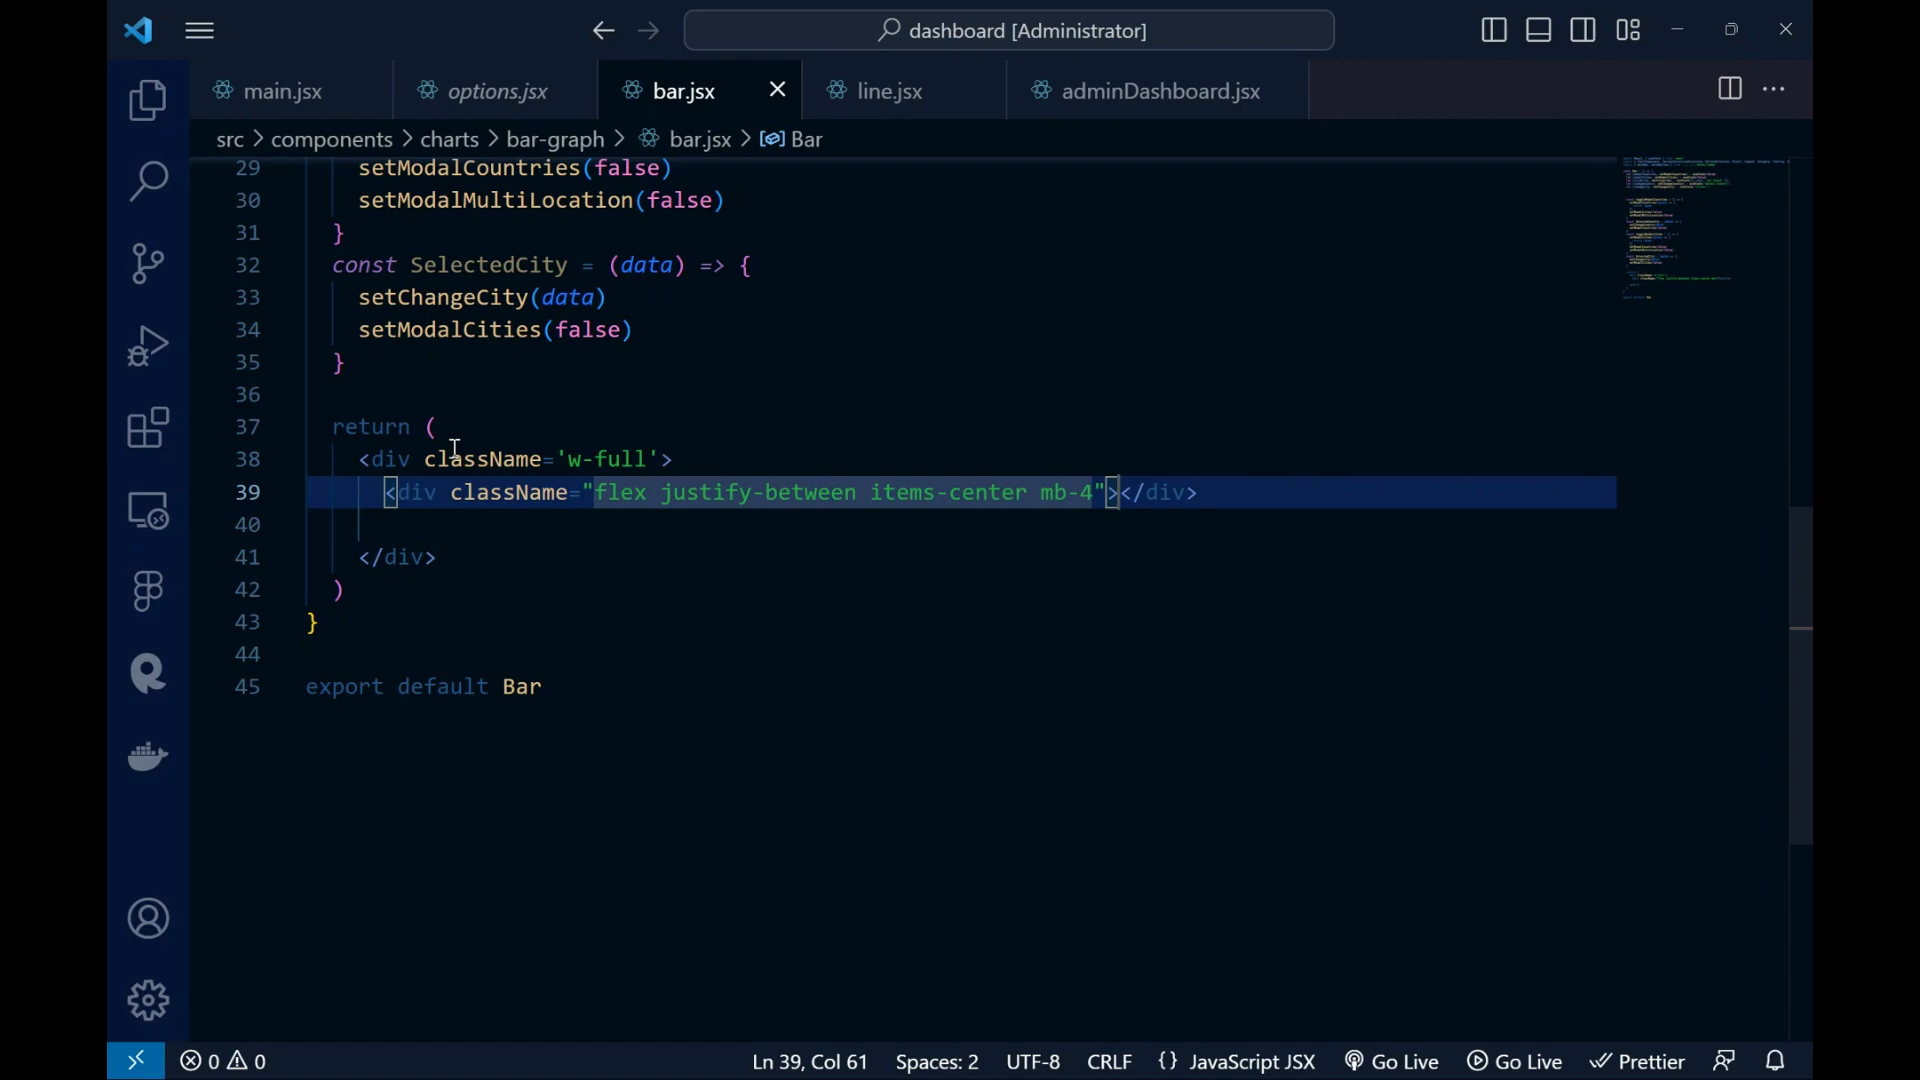 dashboard [Administrator]
main.jsx
options.jsx
bar.jsx
line.jsx
adminDashboard.jsx
src > components > charts > bar-graph > bar.jsx > Bar
29 setModalCountries(false)
30 setModalMultiLocation(false)
31 }
32 const SelectedCity = (data) => {
33 setChangeCity(data)
34 setModalCities(false)
35 }
36
37 return (
38 <div className='w-full'>
39 <div className="flex justify-between items-center mb-4"></div>
40
41 </div>
42 )
43 }
44
45 export default Bar
0 0 Ln 39, Col 61 Spaces: 2 UTF-8 CRLF {} JavaScript JSX Go Live Go Live Prettier